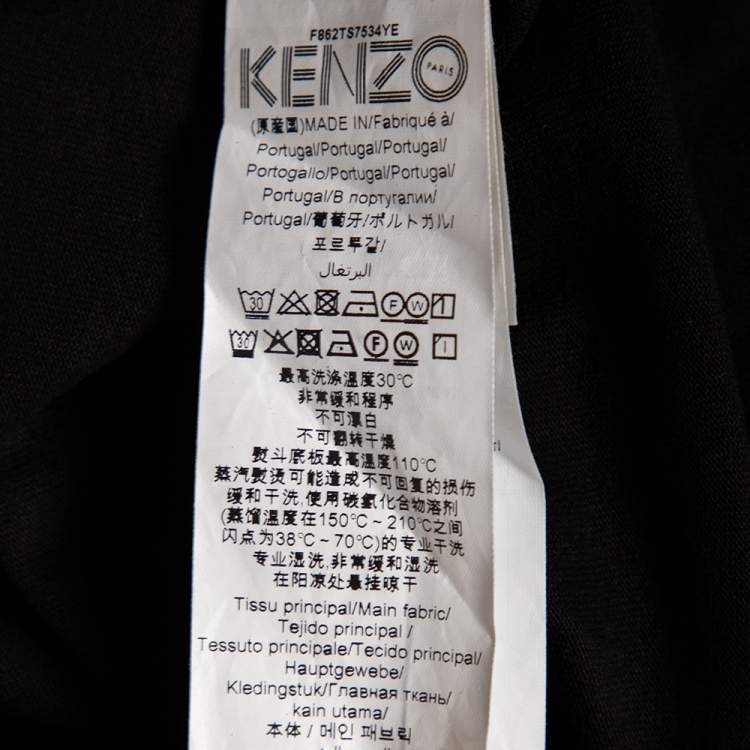 F862TS7534YE
KENZO
PARIS
(原産国)MADE IN/Fabriqué à/
Portugal/Portugal/Portugal/
Portogallo/Portugal/Portugal/
Portugal/В португалии/
Portugal/葡萄牙/ポルトガル/
포르투갈/
البرتغال
30 F W
30 F W
最高洗涤温度30°C
非常缓和程序
不可漂白
不可翻转干燥
熨斗底板最高温度110°C
蒸汽熨烫可能造成不可回复的损伤
缓和干洗,使用碳氢化合物溶剂
(蒸馏温度在150°C~210°C之间
闪点为38°C~70°C)的专业干洗
专业湿洗,非常缓和湿洗
在阳凉处悬挂晾干
Tissu principal/Main fabric/
Tejido principal /
Tessuto principale/Tecido principal/
Hauptgewebe/
Kledingstuk/Главная ткань/
kain utama/
本体 / 메인 패브릭